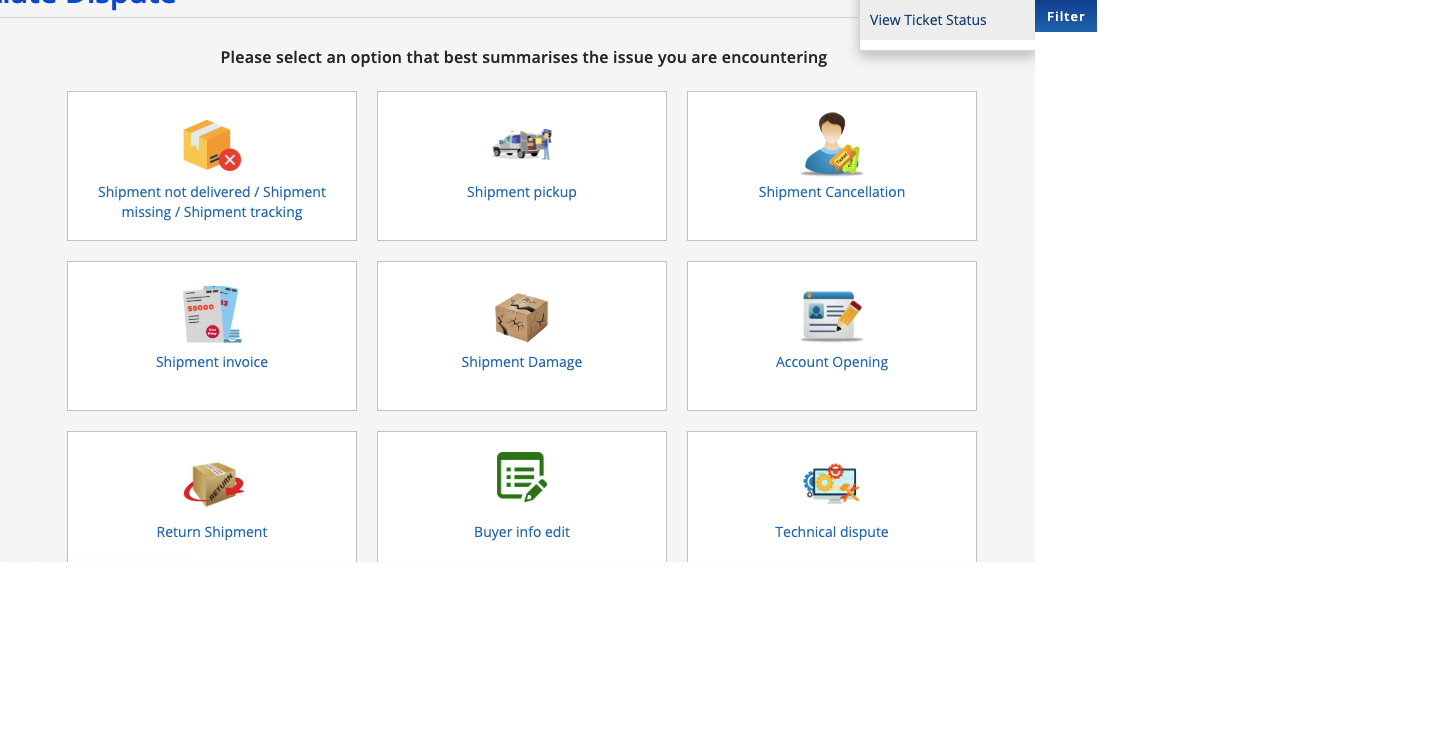 Dispute
View Ticket Status
Filter
Please select an option that best summarises the issue you are encountering
Shipment not delivered / Shipment
missing / Shipment tracking
Shipment pickup
Ticket
Shipment Cancellation
$5000
Shipment invoice
Shipment Damage
Account Opening
RETURN
Return Shipment
Buyer info edit
Technical dispute